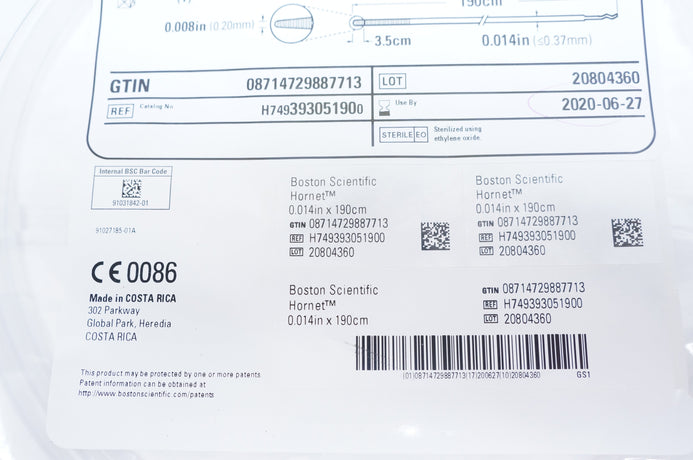 190cm
(1)
0.008in (0.20mm)
3.5cm
0.014in (≤0.37mm)
GTIN 08714729887713
LOT 20804360
REF Catalog No. H749393051900
Use By 2020-06-27
STERILE EO Sterilized using
ethylene oxide.
Internal BSC Bar Code
91031842-01
91027185-01A
CE 0086
Made in COSTA RICA
302 Parkway
Global Park, Heredia
COSTA RICA
This product may be protected by one or more patents.
Patent information can be obtained at
http://www.bostonscientific.com/patents
Boston Scientific
Hornet™
0.014in x 190cm
GTIN 08714729887713
REF H749393051900
LOT 20804360
Boston Scientific
Hornet™
0.014in x 190cm
GTIN 08714729887713
REF H749393051900
LOT 20804360
Boston Scientific
Hornet™
0.014in x 190cm
GTIN 08714729887713
REF H749393051900
LOT 20804360
(01)08714729887713(17)200627(10)20804360
GS1